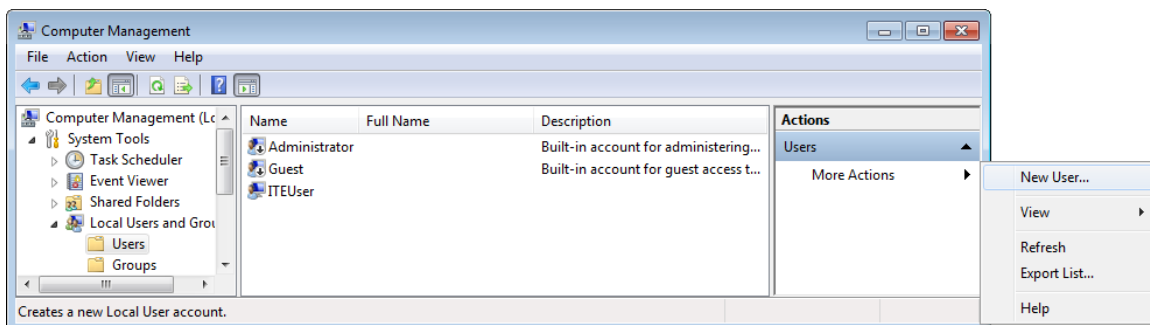 Computer Management
File Action View Help
Computer Management (Lc
System Tools
Task Scheduler
Event Viewer
Shared Folders
Local Users and Grou
Users
Groups
Name Full Name Description
Administrator Built-in account for administering...
Guest Built-in account for guest access t...
ITEUser
Actions
Users
More Actions
New User...
View
Refresh
Export List...
Help
Creates a new Local User account.